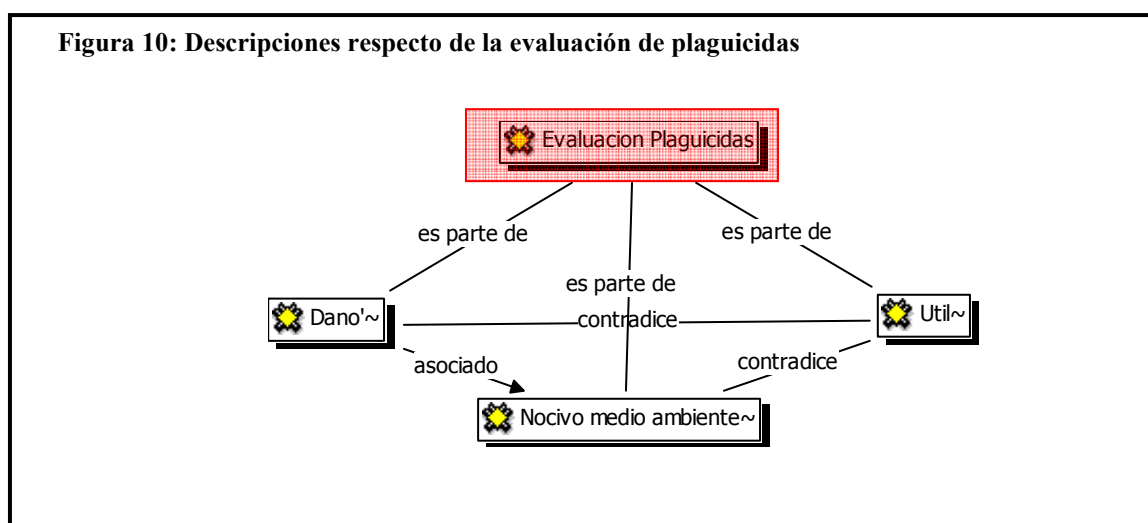 Figura 10: Descripciones respecto de la evaluación de plaguicidas
Evaluacion Plaguicidas
es parte de
es parte de
es parte de
Dano'~
contradice
Util~
asociado
contradice
Nocivo medio ambiente~